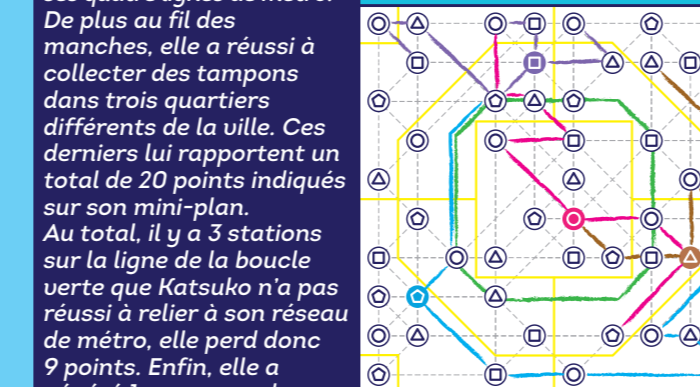 De plus au fil des
manches, elle a réussi à
collecter des tampons
dans trois quartiers
différents de la ville. Ces
derniers lui rapportent un
total de 20 points indiqués
sur son mini-plan.
Au total, il y a 3 stations
sur la ligne de la boucle
verte que Katsuko n'a pas
réussi à relier à son réseau
de métro, elle perd donc
9 points. Enfin, elle a